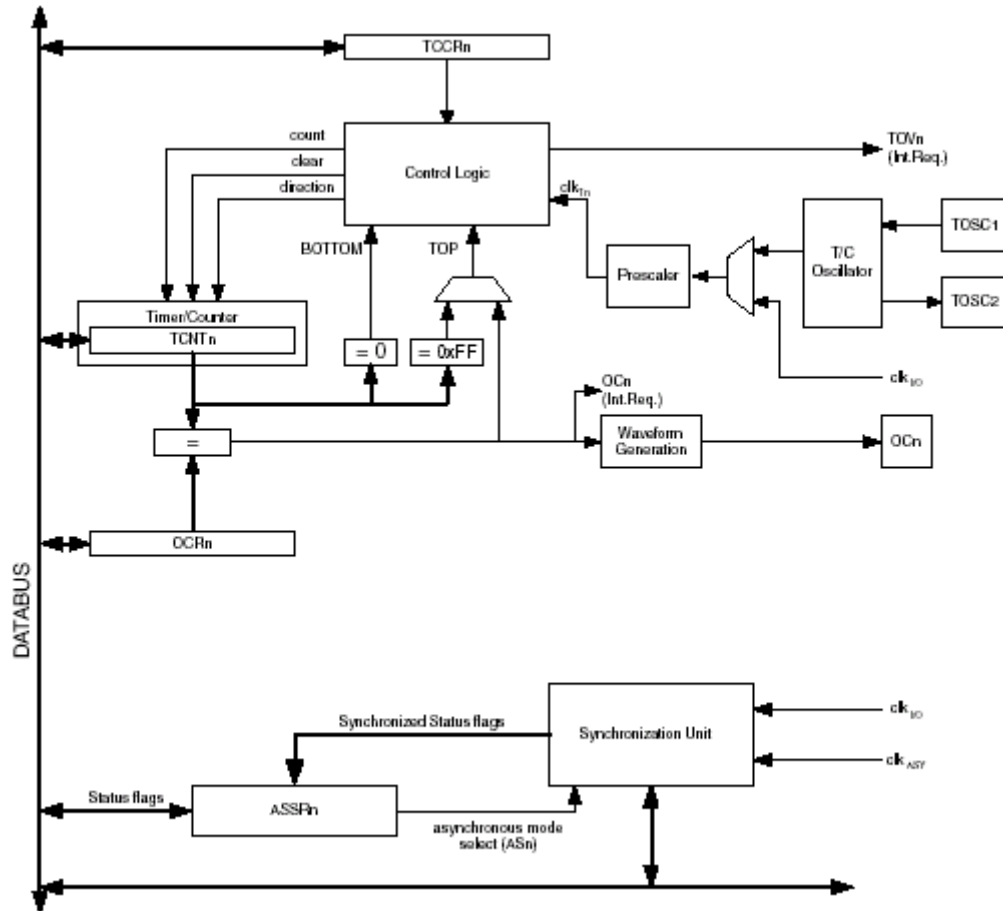 TCCRn
count
clear
direction
Control Logic
TOVn
(Int.Req.)
clkTn
BOTTOM
TOP
Prescaler
T/C
Oscillator
TOSC1
TOSC2
Timer/Counter
TCNTn
= 0
= 0xFF
clkI/O
OCn
(Int.Req.)
=
Waveform
Generation
OCn
OCRn
DATABUS
Synchronized Status flags
Synchronization Unit
clkI/O
clkASY
Status flags
ASSRn
asynchronous mode
select (ASn)